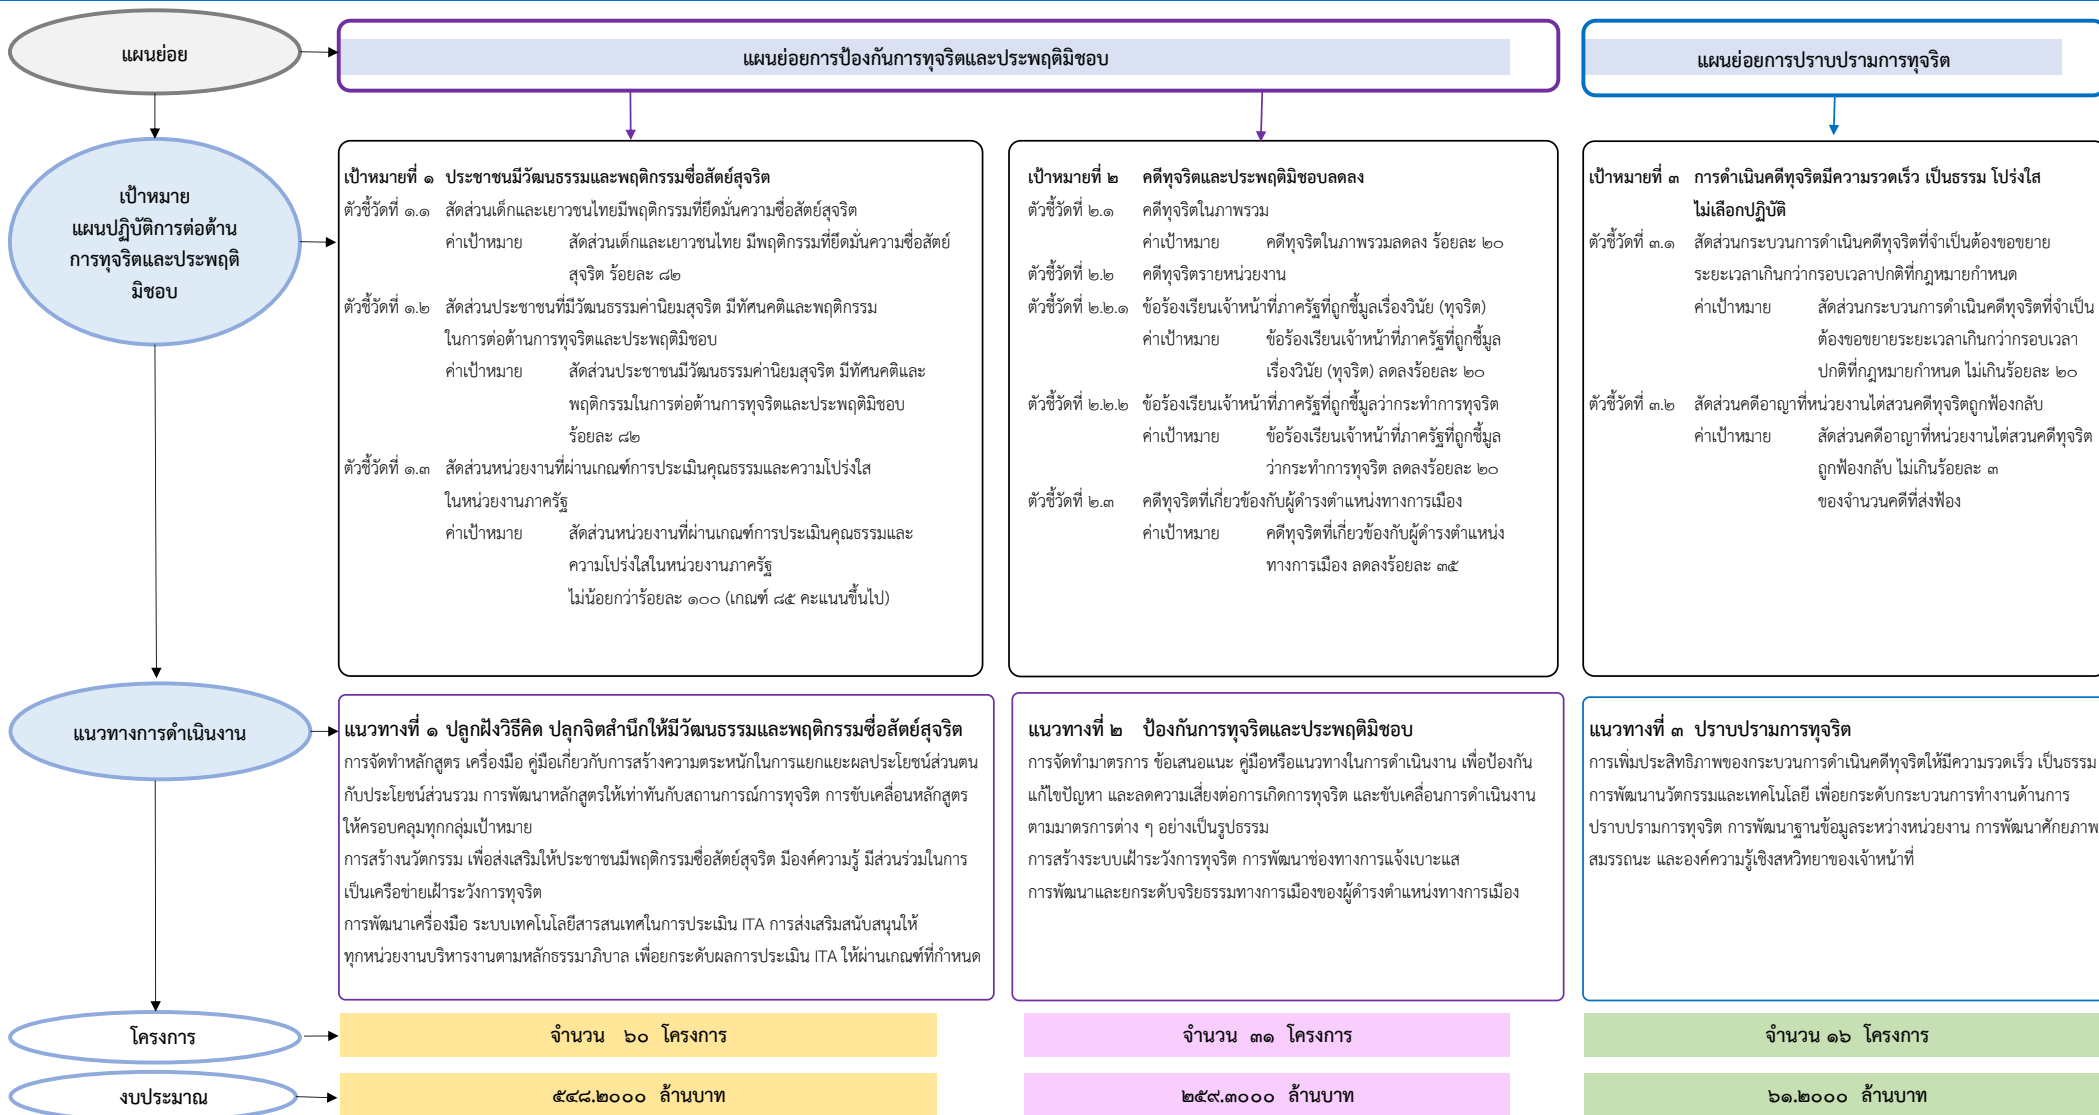 แผนย่อย
แผนย่อยการป้องกันการทุจริตและประพฤติมิชอบ
แผนย่อยการปราบปรามการทุจริต
เป้าหมาย
แผนปฏิบัติการต่อต้าน
การทุจริตและประพฤติ
มิชอบ
เป้าหมายที่ ๑ ประชาชนมีวัฒนธรรมและพฤติกรรมซื่อสัตย์สุจริต
ตัวชี้วัดที่ ๑.๑ สัดส่วนเด็กและเยาวชนไทยมีพฤติกรรมที่ยึดมั่นความซื่อสัตย์สุจริต
ค่าเป้าหมาย สัดส่วนเด็กและเยาวชนไทย มีพฤติกรรมที่ยึดมั่นความซื่อสัตย์
สุจริต ร้อยละ ๘๒
ตัวชี้วัดที่ ๑.๒ สัดส่วนประชาชนที่มีวัฒนธรรมค่านิยมสุจริต มีทัศนคติและพฤติกรรม
ในการต่อต้านการทุจริตและประพฤติมิชอบ
ค่าเป้าหมาย สัดส่วนประชาชนมีวัฒนธรรมค่านิยมสุจริต มีทัศนคติและ
พฤติกรรมในการต่อต้านการทุจริตและประพฤติมิชอบ
ร้อยละ ๘๒
ตัวชี้วัดที่ ๑.๓ สัดส่วนหน่วยงานที่ผ่านเกณฑ์การประเมินคุณธรรมและความโปร่งใส
ในหน่วยงานภาครัฐ
ค่าเป้าหมาย สัดส่วนหน่วยงานที่ผ่านเกณฑ์การประเมินคุณธรรมและ
ความโปร่งใสในหน่วยงานภาครัฐ
ไม่น้อยกว่าร้อยละ ๑๐๐ (เกณฑ์ ๘๕ คะแนนขึ้นไป)
เป้าหมายที่ ๒ คดีทุจริตและประพฤติมิชอบลดลง
ตัวชี้วัดที่ ๒.๑ คดีทุจริตในภาพรวม
ค่าเป้าหมาย คดีทุจริตในภาพรวมลดลง ร้อยละ ๒๐
ตัวชี้วัดที่ ๒.๒ คดีทุจริตรายหน่วยงาน
ตัวชี้วัดที่ ๒.๒.๑ ข้อร้องเรียนเจ้าหน้าที่ภาครัฐที่ถูกชี้มูลเรื่องวินัย (ทุจริต)
ค่าเป้าหมาย ข้อร้องเรียนเจ้าหน้าที่ภาครัฐที่ถูกชี้มูล
เรื่องวินัย (ทุจริต) ลดลงร้อยละ ๒๐
ตัวชี้วัดที่ ๒.๒.๒ ข้อร้องเรียนเจ้าหน้าที่ภาครัฐที่ถูกชี้มูลว่ากระทำการทุจริต
ค่าเป้าหมาย ข้อร้องเรียนเจ้าหน้าที่ภาครัฐที่ถูกชี้มูล
ว่ากระทำการทุจริต ลดลงร้อยละ ๒๐
ตัวชี้วัดที่ ๒.๓ คดีทุจริตที่เกี่ยวข้องกับผู้ดำรงตำแหน่งทางการเมือง
ค่าเป้าหมาย คดีทุจริตที่เกี่ยวข้องกับผู้ดำรงตำแหน่ง
ทางการเมือง ลดลงร้อยละ ๓๕
เป้าหมายที่ ๓ การดำเนินคดีทุจริตมีความรวดเร็ว เป็นธรรม โปร่งใส
ไม่เลือกปฏิบัติ
ตัวชี้วัดที่ ๓.๑ สัดส่วนกระบวนการดำเนินคดีทุจริตที่จำเป็นต้องขอขยาย
ระยะเวลาเกินกว่ากรอบเวลาปกติที่กฎหมายกำหนด
ค่าเป้าหมาย สัดส่วนกระบวนการดำเนินคดีทุจริตที่จำเป็น
ต้องขอขยายระยะเวลาเกินกว่ากรอบเวลา
ปกติที่กฎหมายกำหนด ไม่เกินร้อยละ ๒๐
ตัวชี้วัดที่ ๓.๒ สัดส่วนคดีอาญาที่หน่วยงานไต่สวนคดีทุจริตถูกฟ้องกลับ
ค่าเป้าหมาย สัดส่วนคดีอาญาที่หน่วยงานไต่สวนคดีทุจริต
ถูกฟ้องกลับ ไม่เกินร้อยละ ๓
ของจำนวนคดีที่ส่งฟ้อง
แนวทางการดำเนินงาน
แนวทางที่ ๑ ปลูกฝังวิธีคิด ปลุกจิตสำนึกให้มีวัฒนธรรมและพฤติกรรมซื่อสัตย์สุจริต
การจัดทำหลักสูตร เครื่องมือ คู่มือเกี่ยวกับการสร้างความตระหนักในการแยกแยะผลประโยชน์ส่วนตน
กับประโยชน์ส่วนรวม การพัฒนาหลักสูตรให้เท่าทันกับสถานการณ์การทุจริต การขับเคลื่อนหลักสูตร
ให้ครอบคลุมทุกกลุ่มเป้าหมาย
การสร้างนวัตกรรม เพื่อส่งเสริมให้ประชาชนมีพฤติกรรมซื่อสัตย์สุจริต มีองค์ความรู้ มีส่วนร่วมในการ
เป็นเครือข่ายเฝ้าระวังการทุจริต
การพัฒนาเครื่องมือ ระบบเทคโนโลยีสารสนเทศในการประเมิน ITA การส่งเสริมสนับสนุนให้
ทุกหน่วยงานบริหารงานตามหลักธรรมาภิบาล เพื่อยกระดับผลการประเมิน ITA ให้ผ่านเกณฑ์ที่กำหนด
แนวทางที่ ๒ ป้องกันการทุจริตและประพฤติมิชอบ
การจัดทำมาตรการ ข้อเสนอแนะ คู่มือหรือแนวทางในการดำเนินงาน เพื่อป้องกัน
แก้ไขปัญหา และลดความเสี่ยงต่อการเกิดการทุจริต และขับเคลื่อนการดำเนินงาน
ตามมาตรการต่าง ๆ อย่างเป็นรูปธรรม
การสร้างระบบเฝ้าระวังการทุจริต การพัฒนาช่องทางการแจ้งเบาะแส
การพัฒนาและยกระดับจริยธรรมทางการเมืองของผู้ดำรงตำแหน่งทางการเมือง
แนวทางที่ ๓ ปราบปรามการทุจริต
การเพิ่มประสิทธิภาพของกระบวนการดำเนินคดีทุจริตให้มีความรวดเร็ว เป็นธรรม
การพัฒนานวัตกรรมและเทคโนโลยี เพื่อยกระดับกระบวนการทำงานด้านการ
ปราบปรามการทุจริต การพัฒนาฐานข้อมูลระหว่างหน่วยงาน การพัฒนาศักยภาพ
สมรรถนะ และองค์ความรู้เชิงสหวิทยาของเจ้าหน้าที่
โครงการ
จำนวน ๖๐ โครงการ
จำนวน ๓๑ โครงการ
จำนวน ๑๖ โครงการ
งบประมาณ
๕๔๘.๒๐๐๐ ล้านบาท
๒๕๙.๓๐๐๐ ล้านบาท
๖๑.๒๐๐๐ ล้านบาท